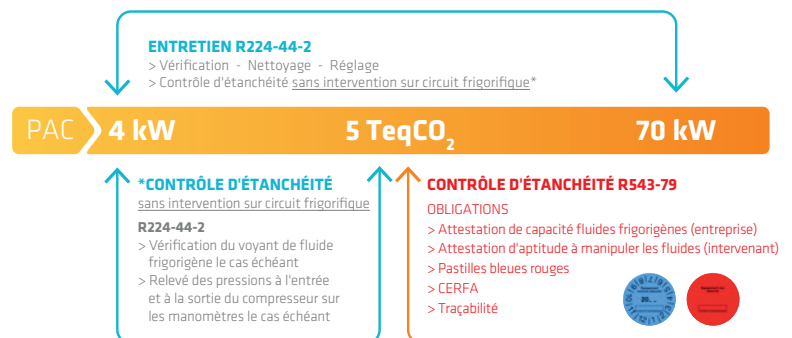 ENTRETIEN R224-44-2
> Vérification - Nettoyage - Réglage
> Contrôle d'étanchéité sans intervention sur circuit frigorifique*
PAC
4 kW
5 TeqCO2
70 kW
*CONTRÔLE D'ÉTANCHÉITÉ
sans intervention sur circuit frigorifique
R224-44-2
> Vérification du voyant de fluide
frigorigène le cas échéant
> Relevé des pressions à l'entrée
et à la sortie du compresseur sur
les manomètres le cas échéant
CONTRÔLE D'ÉTANCHÉITÉ R543-79
OBLIGATIONS
> Attestation de capacité fluides frigorigènes (entreprise)
> Attestation d'aptitude à manipuler les fluides (intervenant)
> Pastilles bleues rouges
> CERFA
> Traçabilité
20